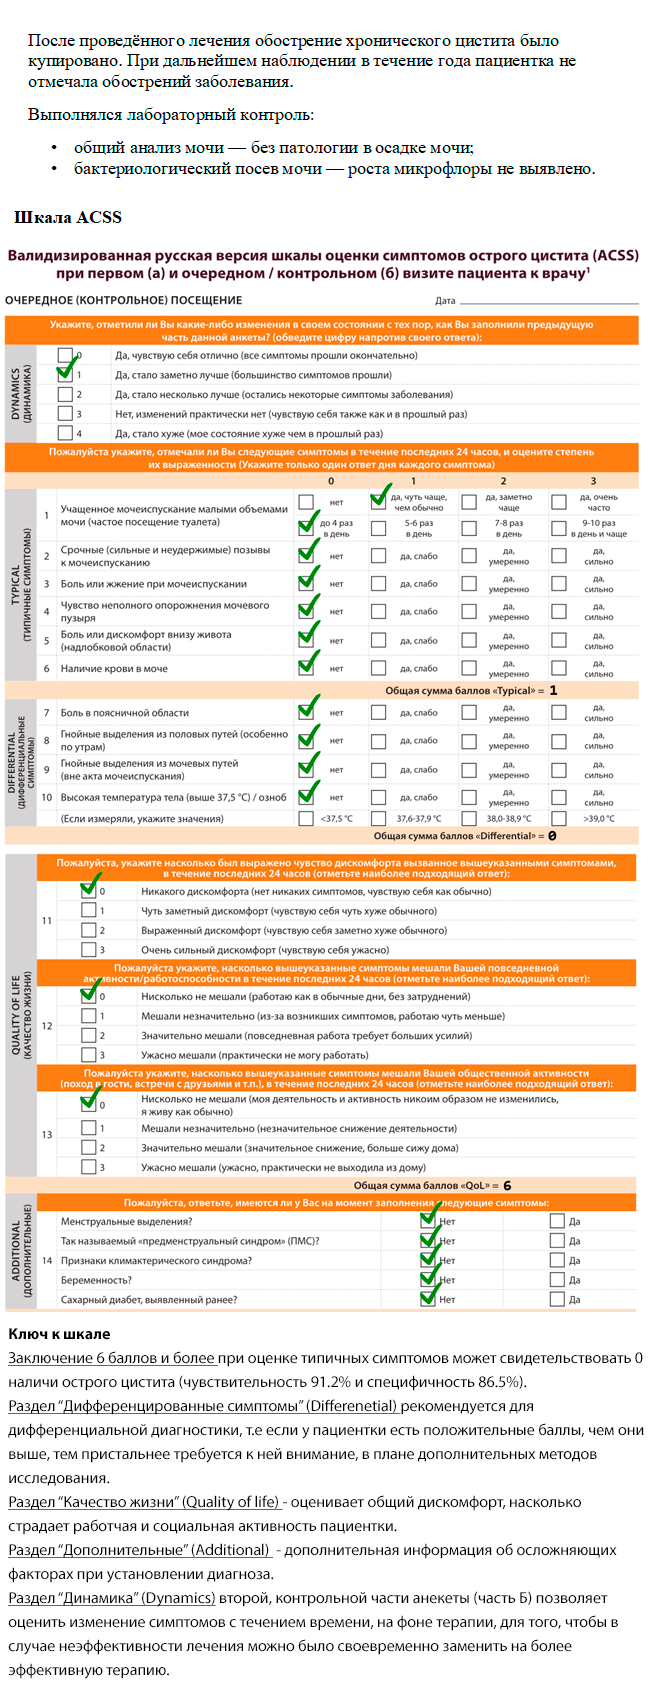 После проведённого лечения обострение хронического цистита было
купировано. При дальнейшем наблюдении в течение года пациентка не
отмечала обострений заболевания.
Выполнялся лабораторный контроль:
• общий анализ мочи — без патологии в осадке мочи;
• бактериологический посев мочи — роста микрофлоры не выявлено.
Шкала ACSS
Валидизированная русская версия шкалы оценки симптомов острого цистита (ACSS)
при первом (а) и очередном / контрольном (б) визите пациента к врачу¹
ОЧЕРЕДНОЕ (КОНТРОЛЬНОЕ) ПОСЕЩЕНИЕ Дата
Укажите, отметили ли Вы какие-либо изменения в своем состоянии с тех пор, как Вы заполнили предыдущую
часть данной анкеты? (обведите цифру напротив своего ответа):
DYNAMICS
(ДИНАМИКА)
0 Да, чувствую себя отлично (все симптомы прошли окончательно)
1 Да, стало заметно лучше (большинство симптомов прошли)
2 Да, стало несколько лучше (остались некоторые симптомы заболевания)
3 Нет, изменений практически нет (чувствую себя также как и в прошлый раз)
4 Да, стало хуже (мое состояние хуже чем в прошлый раз)
Пожалуйста укажите, отмечали ли Вы следующие симптомы в течение последних 24 часов, и оцените степень
их выраженности (Укажите только один ответ дня каждого симптома)
0 1 2 3
TYPICAL
(ТИПИЧНЫЕ СИМПТОМЫ)
1 Учащенное мочеиспускание малыми объемами
мочи (частое посещение туалета)
нет да, чуть чаще,
чем обычно да, заметно
чаще да, очень
часто
до 4 раз
в день 5-6 раз
в день 7-8 раз
в день 9-10 раз
в день и чаще
2 Срочные (сильные и неудержимые) позывы
к мочеиспусканию нет да, слабо да,
умеренно да,
сильно
3 Боль или жжение при мочеиспускании нет да, слабо да,
умеренно да,
сильно
4 Чувство неполного опорожнения мочевого
пузыря нет да, слабо да,
умеренно да,
сильно
5 Боль или дискомфорт внизу живота
(надлобковой области) нет да, слабо да,
умеренно да,
сильно
6 Наличие крови в моче нет да, слабо да,
умеренно да,
сильно
Общая сумма баллов «Typical» = 1
DIFFERENTIAL
(ДИФФЕРЕНЦИАЛЬНЫЕ
СИМПТОМЫ)
7 Боль в поясничной области нет да, слабо да,
умеренно да,
сильно
8 Гнойные выделения из половых путей (особенно
по утрам) нет да, слабо да,
умеренно да,
сильно
9 Гнойные выделения из мочевых путей
(вне акта мочеиспускания) нет да, слабо да,
умеренно да,
сильно
10 Высокая температура тела (выше 37,5 °C) / озноб нет да, слабо да,
умеренно да,
сильно
(Если измеряли, укажите значения) <37,5 °C 37,6-37,9 °C 38,0-38,9 °C >39,0 °C
Общая сумма баллов «Differential» = 0
QUALITY OF LIFE
(КАЧЕСТВО ЖИЗНИ)
Пожалуйста, укажите насколько был выражено чувство дискомфорта вызванное вышеуказанными симптомами,
в течение последних 24 часов (отметьте наиболее подходящий ответ):
11
0 Никакого дискомфорта (нет никаких симптомов, чувствую себя как обычно)
1 Чуть заметный дискомфорт (чувствую себя чуть хуже обычного)
2 Выраженный дискомфорт (чувствую себя заметно хуже обычного)
3 Очень сильный дискомфорт (чувствую себя ужасно)
Пожалуйста укажите, насколько вышеуказанные симптомы мешали Вашей повседневной
активности/работоспособности в течение последних 24 часов (отметьте наиболее подходящий ответ):
12
0 Нисколько не мешали (работаю как в обычные дни, без затруднений)
1 Мешали незначительно (из-за возникших симптомов, работаю чуть меньше)
2 Значительно мешали (повседневная работа требует больших усилий)
3 Ужасно мешали (практически не могу работать)
Пожалуйста укажите, насколько вышеуказанные симптомы мешали Вашей общественной активности
(поход в гости, встречи с друзьями и т.п.), в течение последних 24 часов (отметьте наиболее подходящий ответ):
13
0 Нисколько не мешали (моя деятельность и активность никоим образом не изменились,
я живу как обычно)
1 Мешали незначительно (незначительное снижение деятельности)
2 Значительно мешали (значительное снижение, больше сижу дома)
3 Ужасно мешали (ужасно, практически не выходила из дому)
Общая сумма баллов «QoL» = 6
ADDITIONAL
(ДОПОЛНИТЕЛЬНЫЕ)
Пожалуйста, ответьте, имеются ли у Вас на момент заполнения следующие симптомы:
14
Менструальные выделения? Нет Да
Так называемый «предменструальный синдром» (ПМС)? Нет Да
Признаки климактерического синдрома? Нет Да
Беременность? Нет Да
Сахарный диабет, выявленный ранее? Нет Да
Ключ к шкале
Заключение 6 баллов и более при оценке типичных симптомов может свидетельствовать 0
наличи острого цистита (чувствительность 91.2% и специфичность 86.5%).
Раздел “Дифференцированные симптомы” (Differenetial) рекомендуется для
дифференциальной диагностики, т.е если у пациентки есть положительные баллы, чем они
выше, тем пристальнее требуется к ней внимание, в плане дополнительных методов
исследования.
Раздел “Качество жизни” (Quality of life) - оценивает общий дискомфорт, насколько
страдает работчая и социальная активность пациентки.
Раздел “Дополнительные” (Additional) - дополнительная информация об осложняющих
факторах при установлении диагноза.
Раздел “Динамика” (Dynamics) второй, контрольной части анкеты (часть Б) позволяет
оценить изменение симптомов с течением времени, на фоне терапии, для того, чтобы в
случае неэффективности лечения можно было своевременно заменить на более
эффективную терапию.